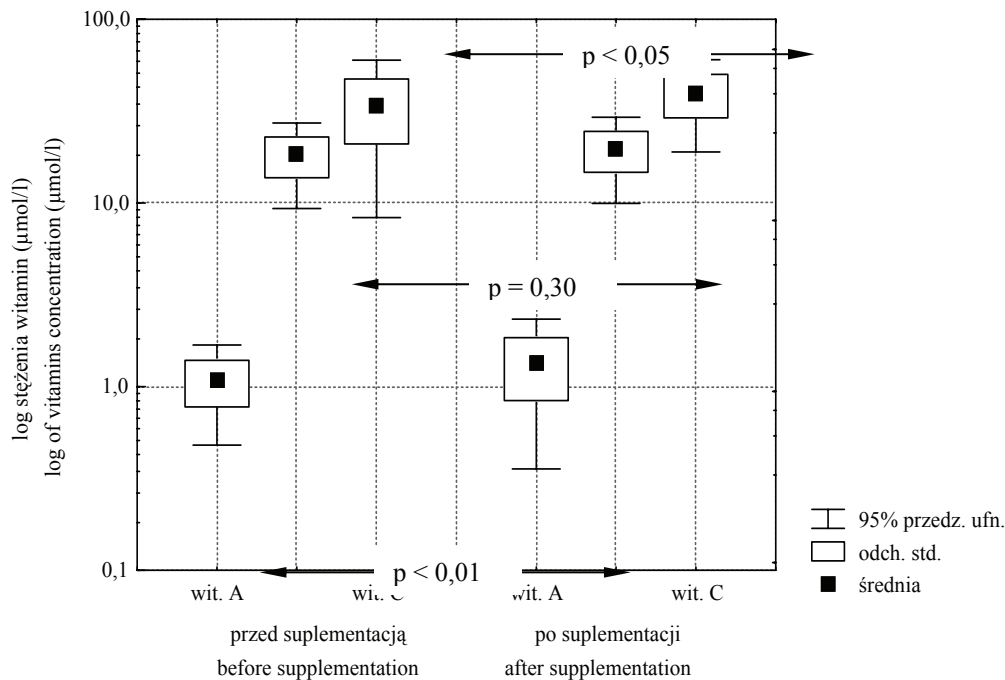 100,0
p < 0,05
10,0
log stężenia witamin (µmol/l)
log of vitamins concentration (µmol/l)
p = 0,30
1,0
95% przedz. ufn.
odch. std.
średnia
0,1
p < 0,01
wit. A
wit. C
wit. A
wit. C
przed suplementacją
po suplementacji
before supplementation
after supplementation